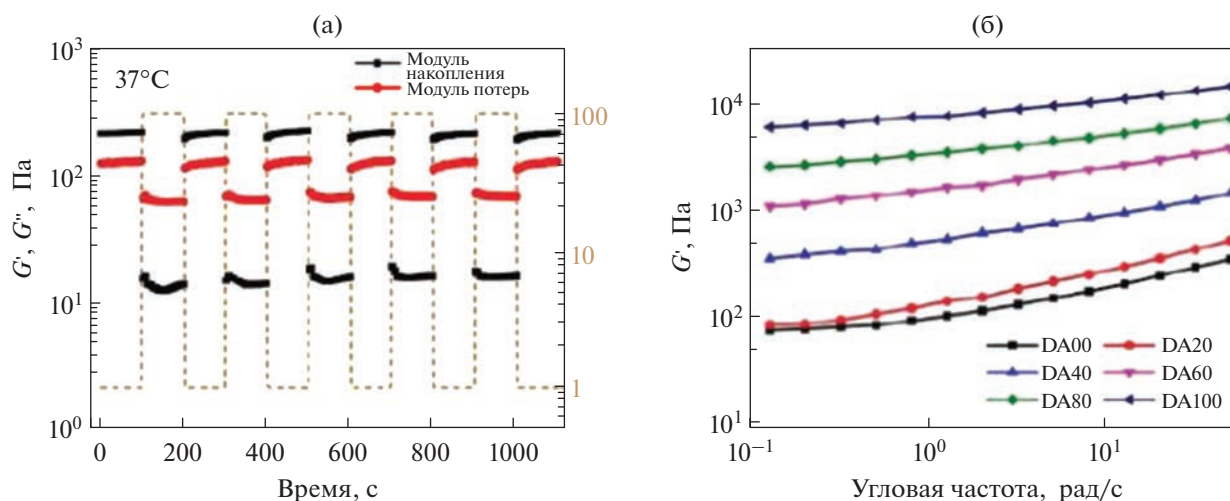 (а)
10³
10²
10¹
10⁰
G', G'', Па
37°C
Модуль
накопления
Модуль потерь
100
10
1
0
200
400
600
800
1000
Время, с
(б)
10⁴
10³
10²
10¹
G', Па
DA00
DA20
DA40
DA60
DA80
DA100
10⁻¹
10⁰
10¹
Угловая частота, рад/с